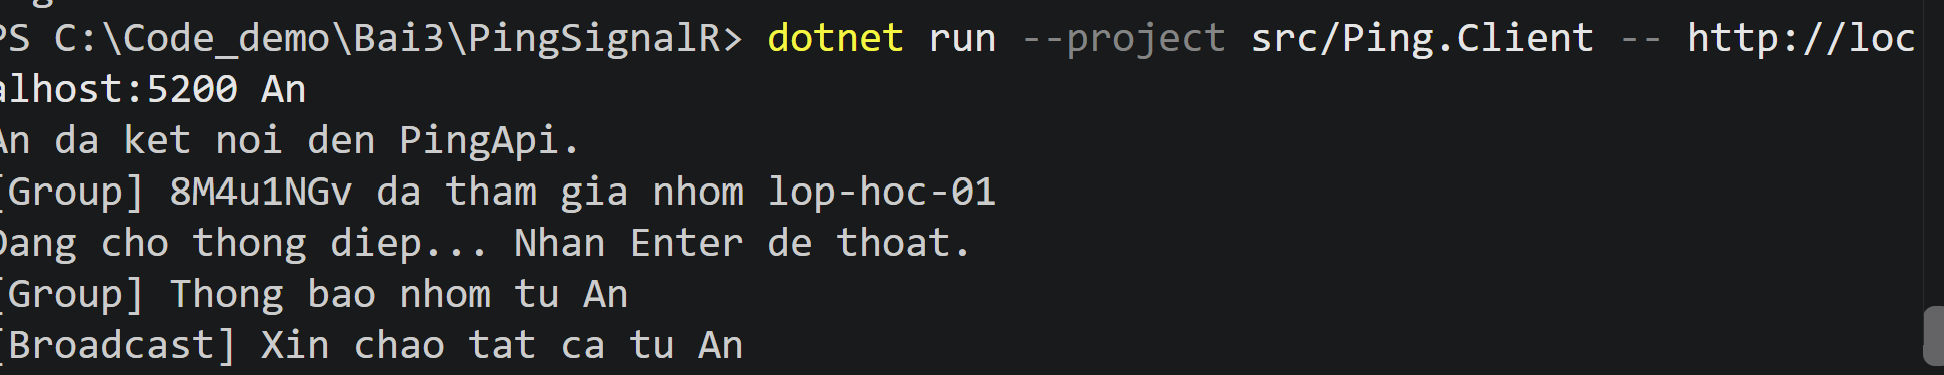 PS C:\Code_demo\Bai3\PingSignalR> dotnet run --project src/Ping.Client -- http://loc
alhost:5200 An
An da ket noi den PingApi.
[Group] 8M4u1NGv da tham gia nhom lop-hoc-01
Dang cho thong diep... Nhan Enter de thoat.
[Group] Thong bao nhom tu An
[Broadcast] Xin chao tat ca tu An